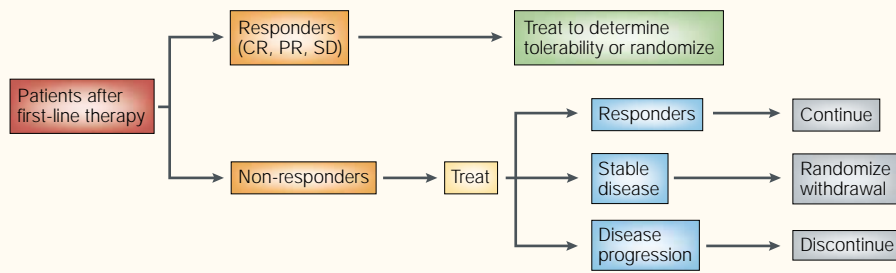 Patients after
first-line therapy
Responders
(CR, PR, SD)
Treat to determine
tolerability or randomize
Non-responders
Treat
Responders
Continue
Stable
disease
Randomize
withdrawal
Disease
progression
Discontinue